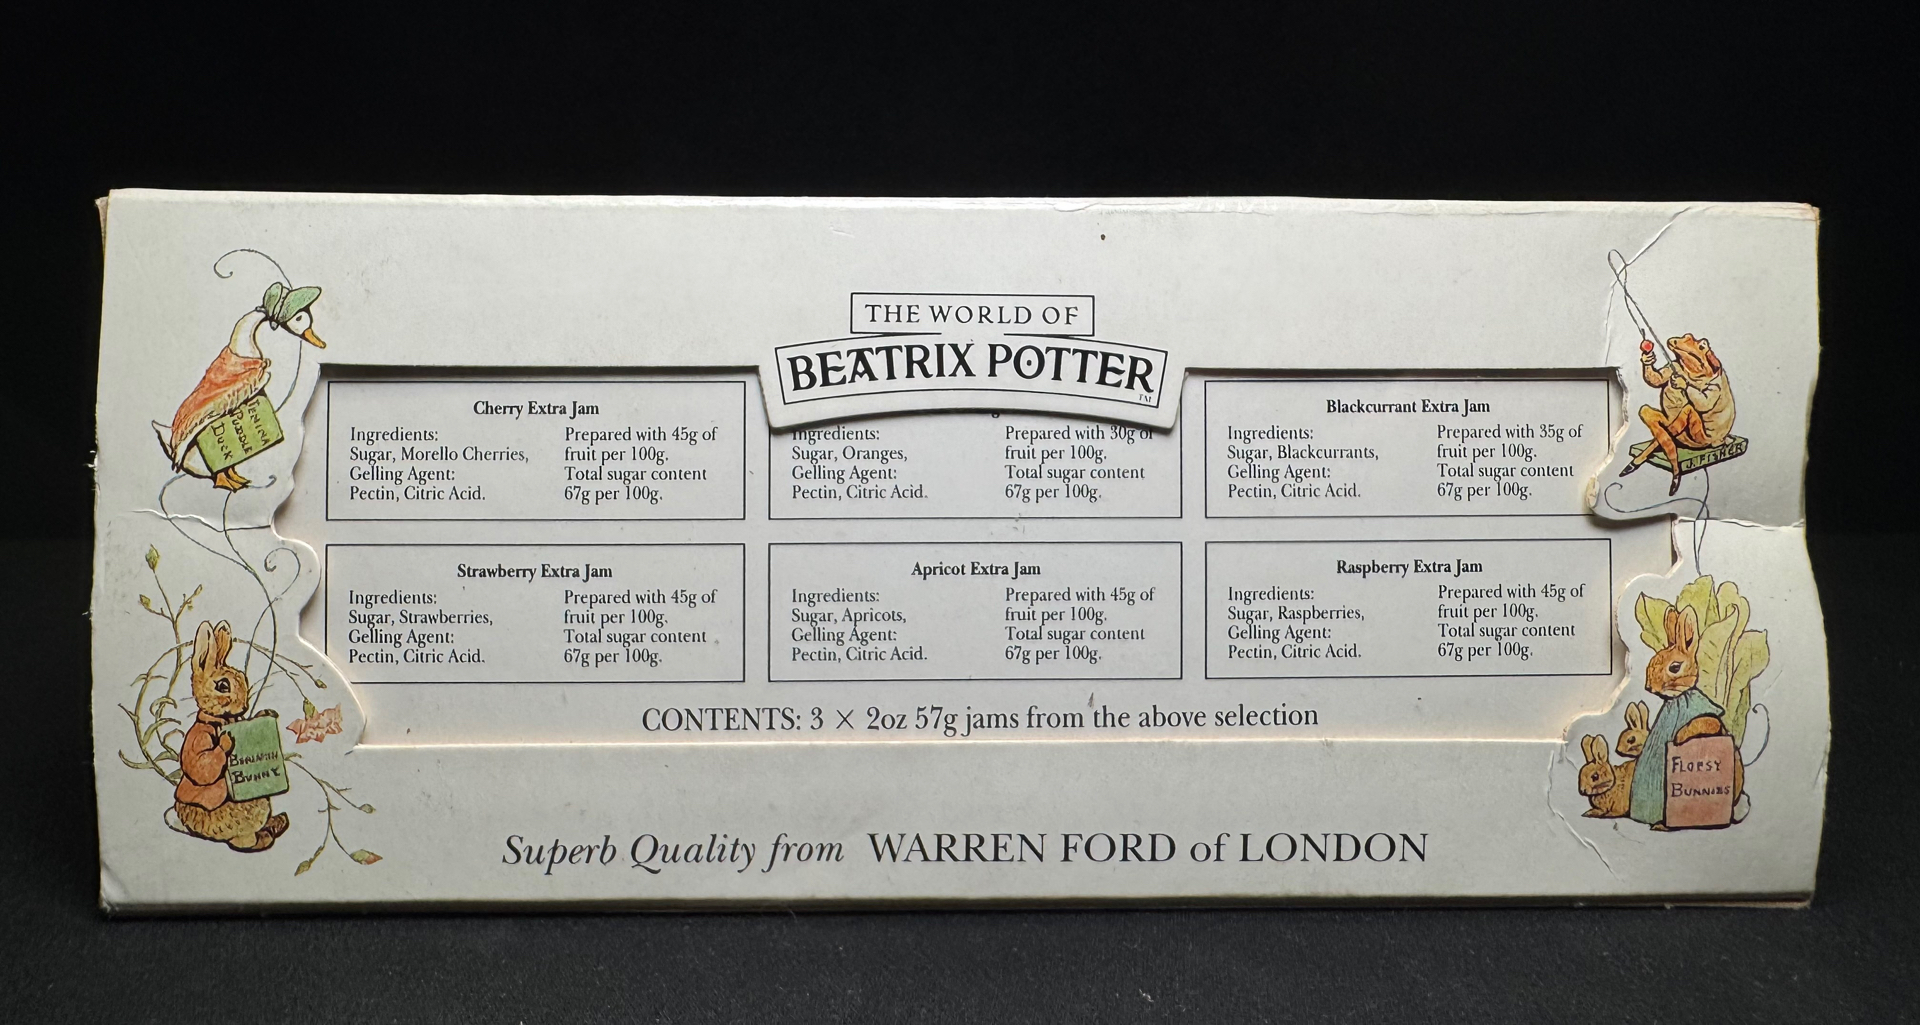 THE WORLD OF
BEATRIX POTTER
TM
Cherry Extra Jam
Ingredients:
Sugar, Morello Cherries,
Gelling Agent:
Pectin, Citric Acid.
Prepared with 45g of
fruit per 100g.
Total sugar content
67g per 100g.
Ingredients:
Sugar, Oranges,
Gelling Agent:
Pectin, Citric Acid.
Prepared with 30g of
fruit per 100g.
Total sugar content
67g per 100g.
Blackcurrant Extra Jam
Ingredients:
Sugar, Blackcurrants,
Gelling Agent:
Pectin, Citric Acid.
Prepared with 35g of
fruit per 100g.
Total sugar content
67g per 100g.
Strawberry Extra Jam
Ingredients:
Sugar, Strawberries,
Gelling Agent:
Pectin, Citric Acid.
Prepared with 45g of
fruit per 100g.
Total sugar content
67g per 100g.
Apricot Extra Jam
Ingredients:
Sugar, Apricots,
Gelling Agent:
Pectin, Citric Acid.
Prepared with 45g of
fruit per 100g.
Total sugar content
67g per 100g.
Raspberry Extra Jam
Ingredients:
Sugar, Raspberries,
Gelling Agent:
Pectin, Citric Acid.
Prepared with 45g of
fruit per 100g.
Total sugar content
67g per 100g.
CONTENTS: 3 × 2oz 57g jams from the above selection
Superb Quality from WARREN FORD of LONDON
JEMIMA
PUDDLE
DUCK
J. FISHER
BENJAMIN
BUNNY
FLOPSY
BUNNIES